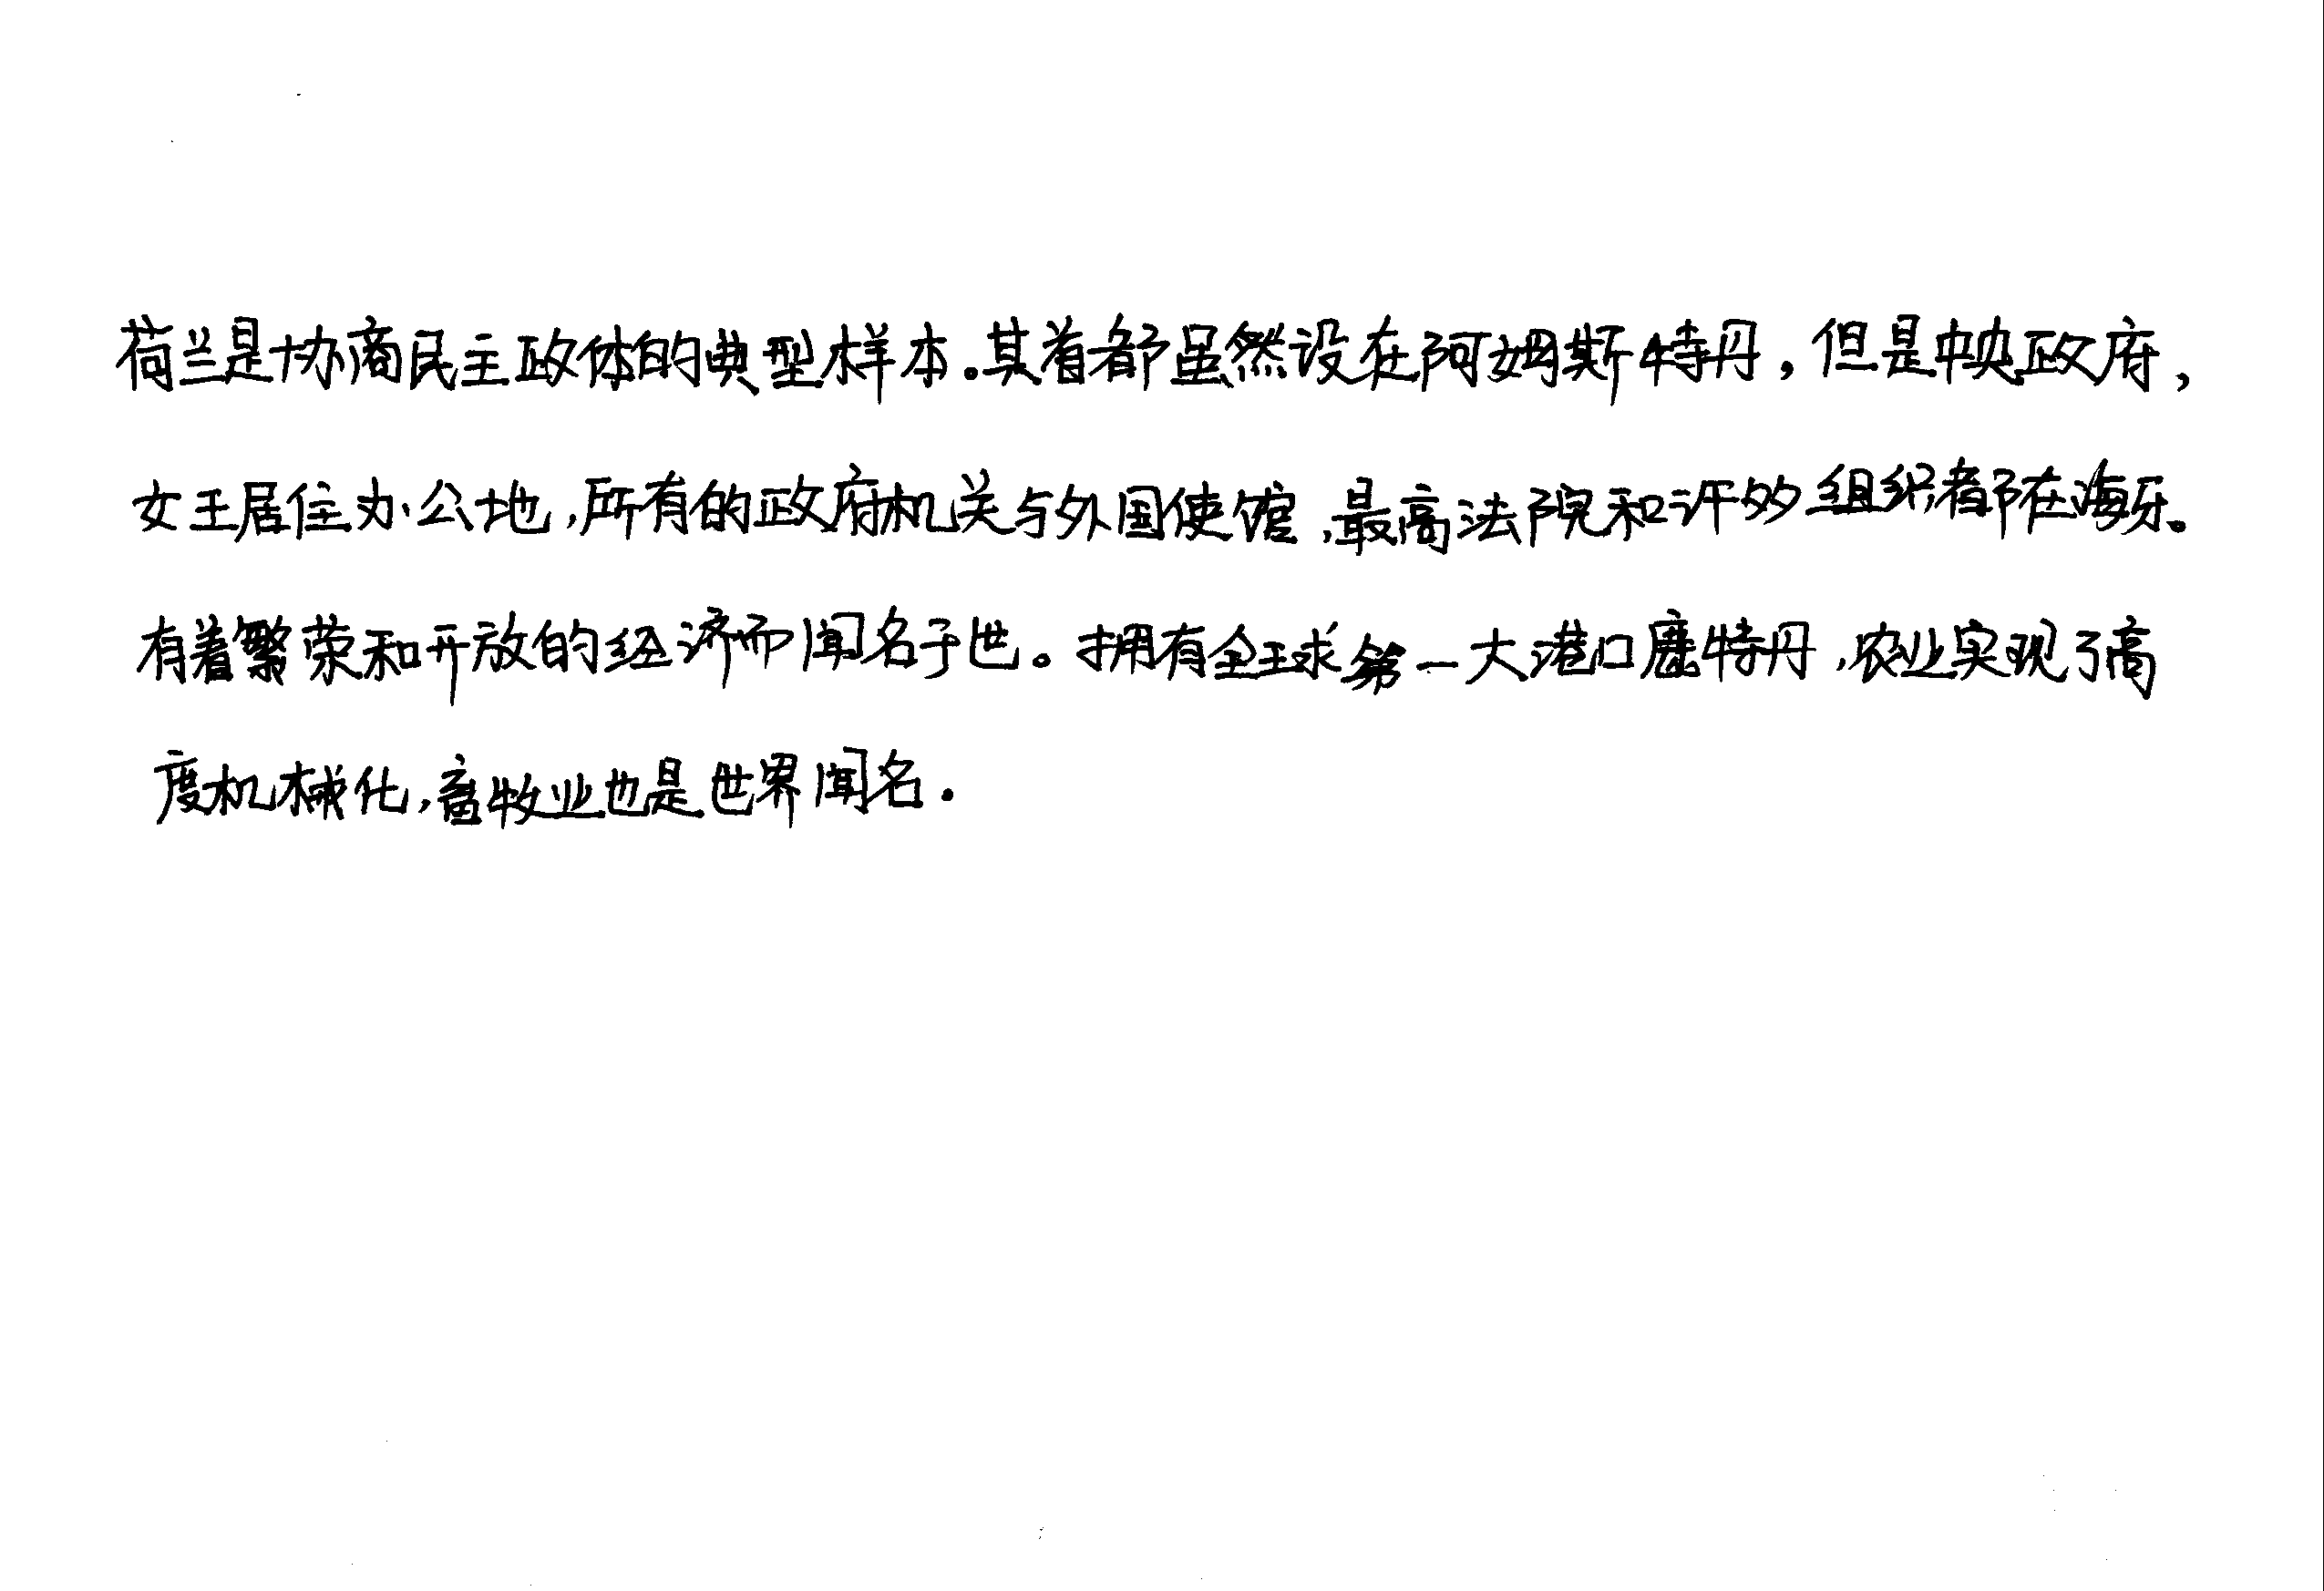 荷兰是协商民主政体的典型样本。其首都虽然设在阿姆斯特丹，但是中央政府，
女王居住办公地，所有的政府机关与外国使馆，最高法院和许多组织都在海牙。
有着繁荣和开放的经济而闻名于世。拥有全球第一大港口鹿特丹，农业实现了高
度机械化，畜牧业也是世界闻名.